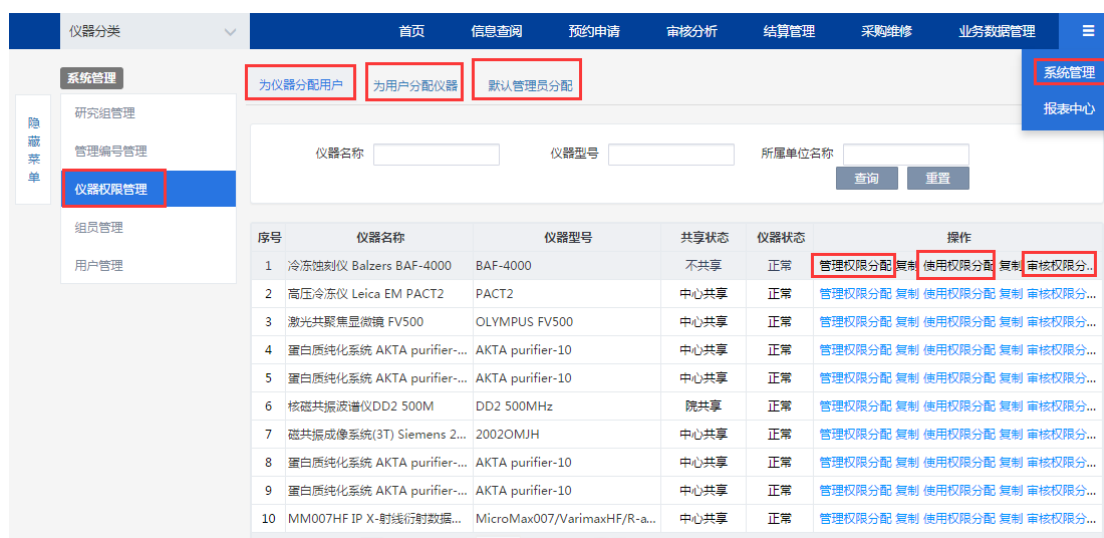 仪器分类 首页 信息查阅 预约申请 审核分析 结算管理 采购维修 业务数据管理
系统管理
报表中心
隐藏菜单
系统管理
研究组管理
管理编号管理
仪器权限管理
组员管理
用户管理
为仪器分配用户 为用户分配仪器 默认管理员分配
仪器名称 仪器型号 所属单位名称
查询 重置
序号 仪器名称 仪器型号 共享状态 仪器状态 操作
1 冷冻蚀刻仪 Balzers BAF-4000 BAF-4000 不共享 正常 管理权限分配 复制 使用权限分配 复制 审核权限分...
2 高压冷冻仪 Leica EM PACT2 PACT2 中心共享 正常 管理权限分配 复制 使用权限分配 复制 审核权限分...
3 激光共聚焦显微镜 FV500 OLYMPUS FV500 中心共享 正常 管理权限分配 复制 使用权限分配 复制 审核权限分...
4 蛋白质纯化系统 AKTA purifier-... AKTA purifier-10 中心共享 正常 管理权限分配 复制 使用权限分配 复制 审核权限分...
5 蛋白质纯化系统 AKTA purifier-... AKTA purifier-10 中心共享 正常 管理权限分配 复制 使用权限分配 复制 审核权限分...
6 核磁共振波谱仪DD2 500M DD2 500MHz 院共享 正常 管理权限分配 复制 使用权限分配 复制 审核权限分...
7 磁共振成像系统(3T) Siemens 2... 2002OMJH 中心共享 正常 管理权限分配 复制 使用权限分配 复制 审核权限分...
8 蛋白质纯化系统 AKTA purifier-... AKTA purifier-10 中心共享 正常 管理权限分配 复制 使用权限分配 复制 审核权限分...
9 蛋白质纯化系统 AKTA purifier-... AKTA purifier-10 中心共享 正常 管理权限分配 复制 使用权限分配 复制 审核权限分...
10 MM007HF IP X-射线衍射数据... MicroMax007/VarimaxHF/R-a... 中心共享 正常 管理权限分配 复制 使用权限分配 复制 审核权限分...